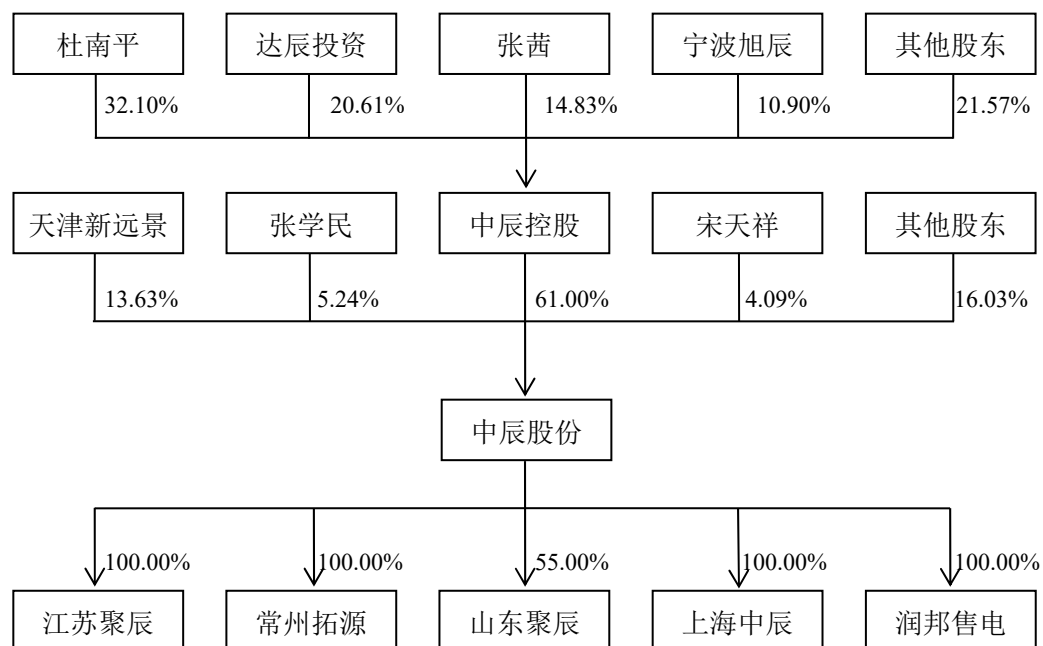 杜南平 达辰投资 张茜 宁波旭辰 其他股东
32.10% 20.61% 14.83% 10.90% 21.57%
天津新远景 张学民 中辰控股 宋天祥 其他股东
13.63% 5.24% 61.00% 4.09% 16.03%
中辰股份
100.00% 100.00% 55.00% 100.00% 100.00%
江苏聚辰 常州拓源 山东聚辰 上海中辰 润邦售电